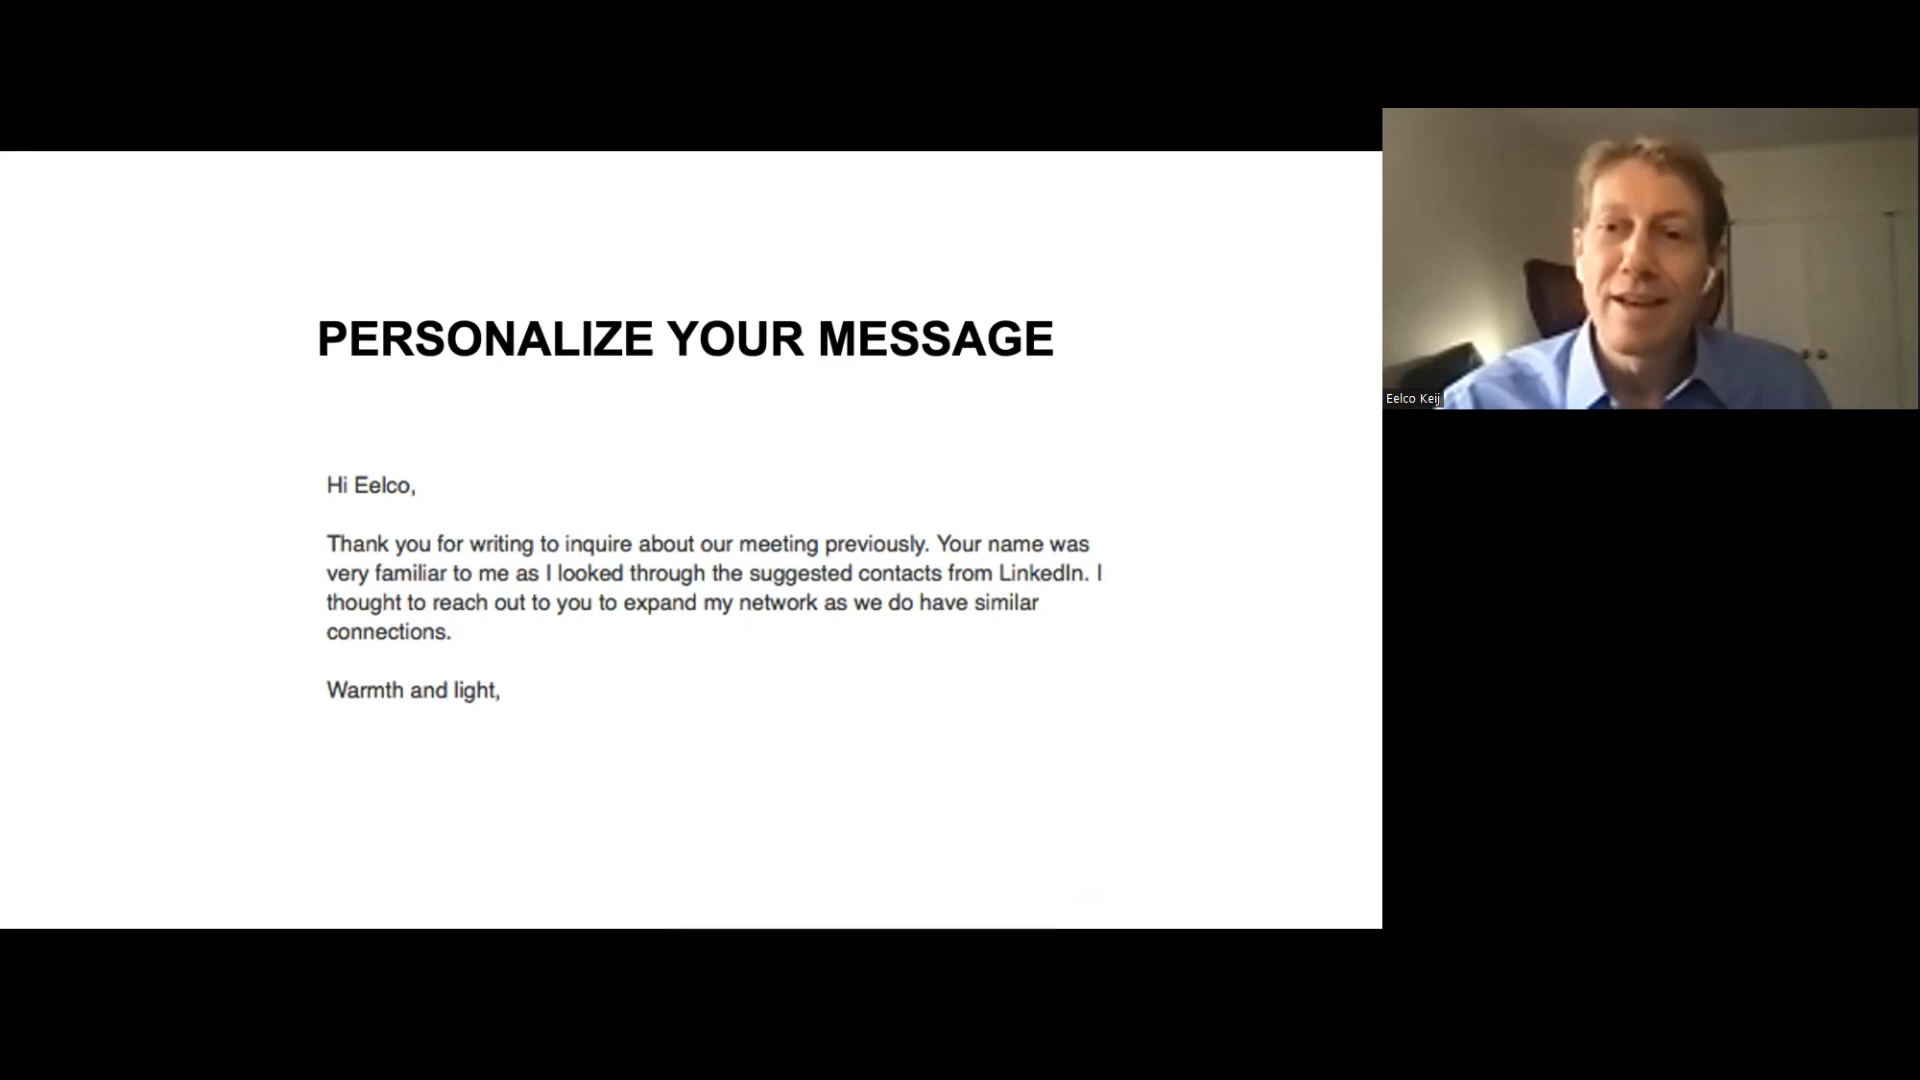 PERSONALIZE YOUR MESSAGE
Hi Eelco,
Thank you for writing to inquire about our meeting previously. Your name was
very familiar to me as I looked through the suggested contacts from LinkedIn. I
thought to reach out to you to expand my network as we do have similar
connections.
Warmth and light,
Eelco Keij